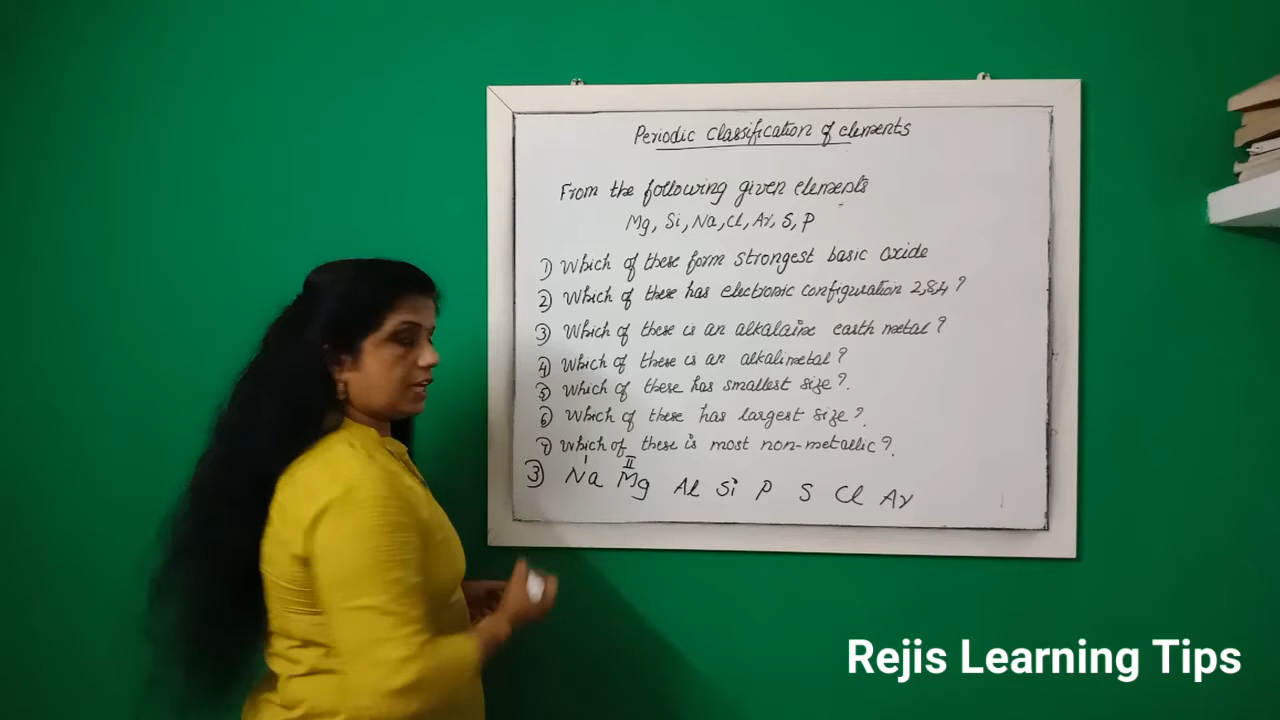 Periodic classification of elements
From the following given elements
Mg, Si, Na, Cl, Ar, S, P
1) Which of these form strongest basic oxide
2) Which of these has electronic configuration 2,8,4 ?
3) Which of these is an alkalaine earth metal ?
4) Which of these is an alkalimetal ?
5) Which of these has smallest size ?.
6) Which of these has largest size ?.
7) Which of these is most non-metallic ?.
I II
3) Na Mg Al Si P S Cl Ar
Rejis Learning Tips